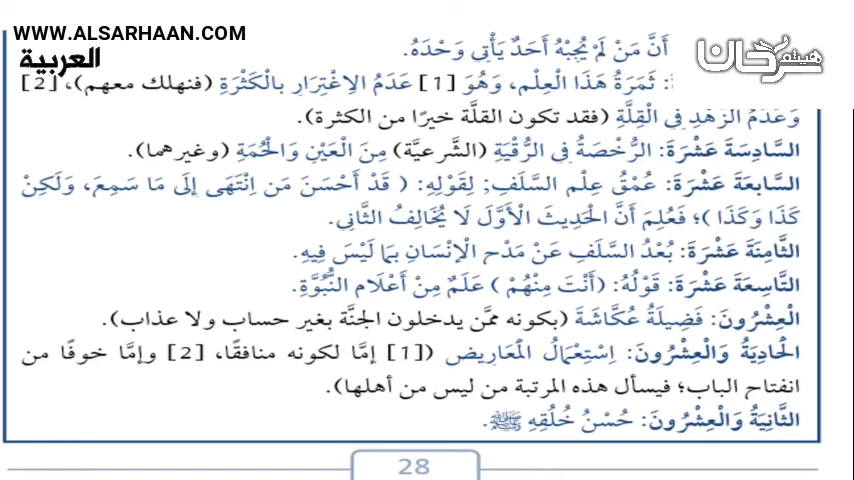 WWW.ALSARHAAN.COM
العربية
هيثم سرحان
أَنَّ مَنْ لَمْ يُجِبْهُ أَحَدٌ يَأْتِي وَحْدَهُ.
: ثَمَرَةُ هَذَا الْعِلْمِ، وَهُوَ [1] عَدَمُ الِاغْتِرَارِ بِالْكَثْرَةِ (فنهلك معهم)، [2]
وَعَدَمُ الزُّهْدِ فِي الْقِلَّةِ (فقد تكون القلَّة خيرًا من الكثرة).
السَّادِسَةَ عَشْرَةَ: الرُّخْصَةُ فِي الرُّقْيَةِ (الشَّرعيَّة) مِنَ الْعَيْنِ وَالْحُمَةِ (وغيرهما).
السَّابِعَةَ عَشْرَةَ: عُمْقُ عِلْمِ السَّلَفِ; لِقَوْلِهِ: ( قَدْ أَحْسَنَ مَن اِنْتَهَى إِلَى مَا سَمِعَ، وَلَكِنْ
كَذَا وَكَذَا )؛ فَعُلِمَ أَنَّ الْحَدِيثَ الْأَوَّلَ لَا يُخَالِفُ الثَّانِي.
الثَّامِنَةَ عَشْرَةَ: بُعْدُ السَّلَفِ عَنْ مَدْحِ الْإِنْسَانِ بِمَا لَيْسَ فِيهِ.
التَّاسِعَةَ عَشْرَةَ: قَوْلُهُ: (أَنْتَ مِنْهُمْ ) عَلَمٌ مِنْ أَعْلَامِ النُّبُوَّةِ.
الْعِشْرُونَ: فَضِيلَةُ عُكَّاشَةَ (بكونه ممَّن يدخلون الجنَّة بغير حساب ولا عذاب).
الْحَادِيَةُ وَالْعِشْرُونَ: اِسْتِعْمَالُ الْمَعَارِيضِ ([1] إمَّا لكونه منافقًا، [2] وإمَّا خوفًا من
انفتاح الباب؛ فيسأل هذه المرتبة من ليس من أهلها).
الثَّانِيَةُ وَالْعِشْرُونَ: حُسْنُ خُلُقِهِ ﷺ.
28